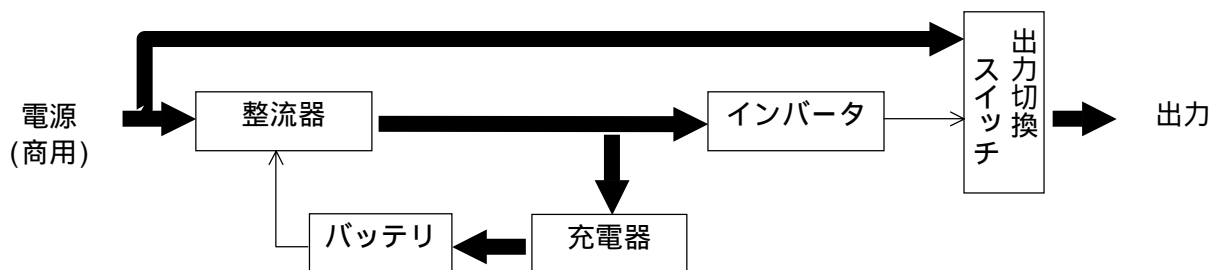 出力切換
スイッチ
電源
(商用)
整流器
インバータ
出力
バッテリ
充電器